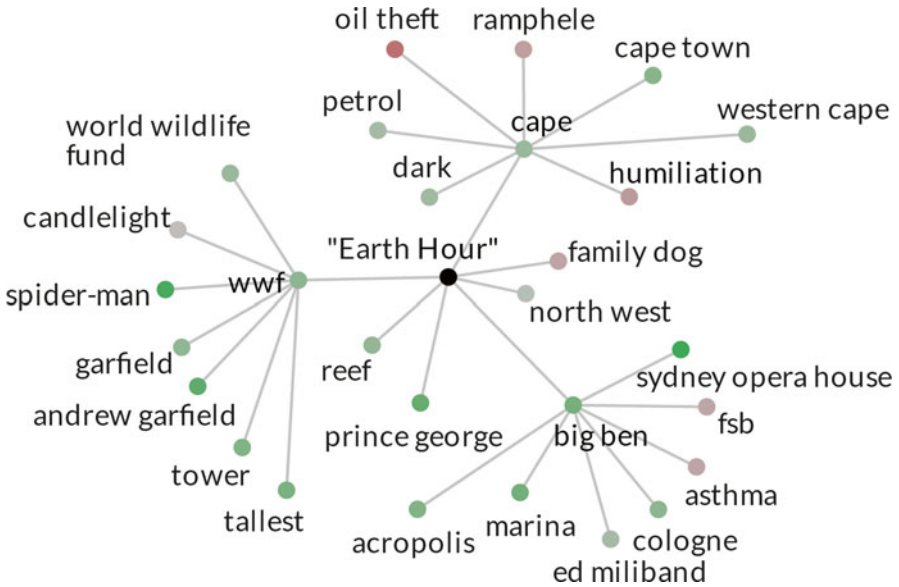 oil theft
ramphele
cape town
petrol
cape
western cape
world wildlife
fund
dark
humiliation
candlelight
"Earth Hour"
family dog
spider-man
wwf
north west
garfield
reef
sydney opera house
andrew garfield
prince george
big ben
fsb
tower
asthma
tallest
acropolis
marina
cologne
ed miliband